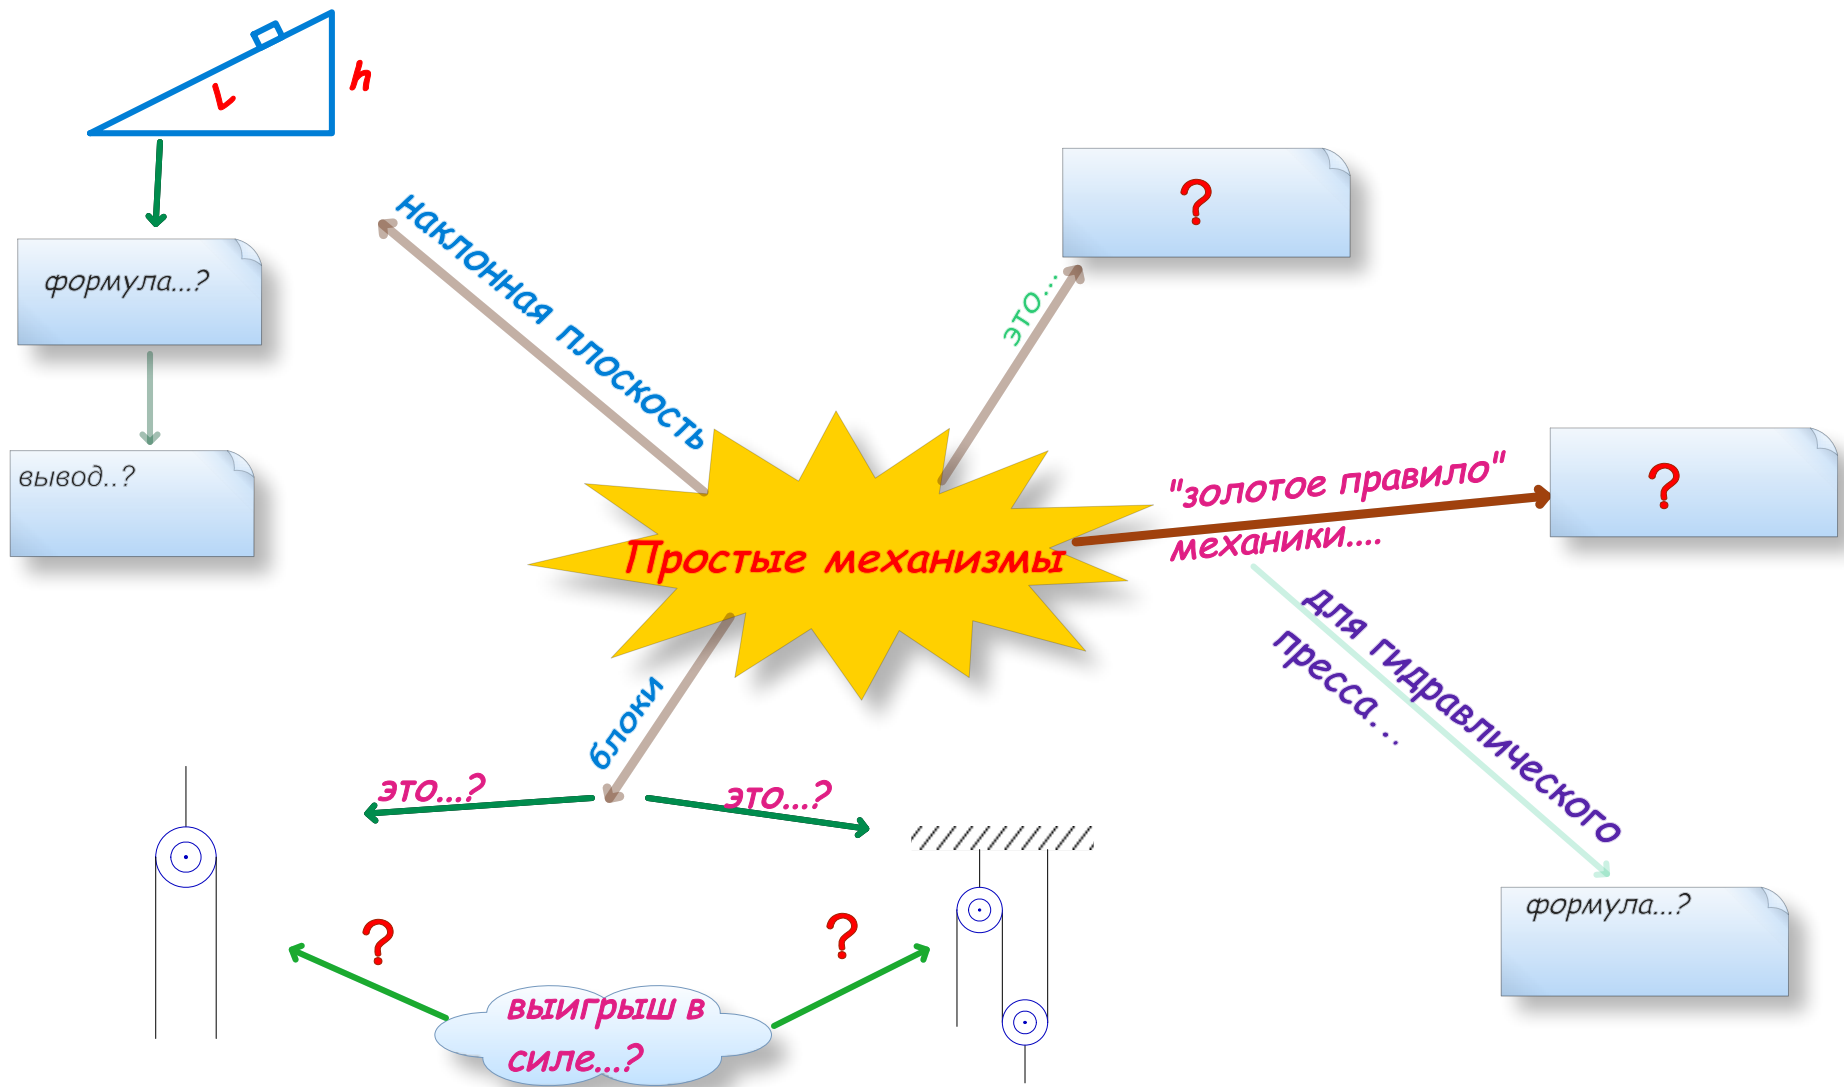 h
L
формула...?
вывод..?
наклонная плоскость
это...
?
"золотое правило"
механики....
?
Простые механизмы
для гидравлического
пресса...
формула...?
блоки
это...?
это...?
?
?
выигрыш в
силе...?